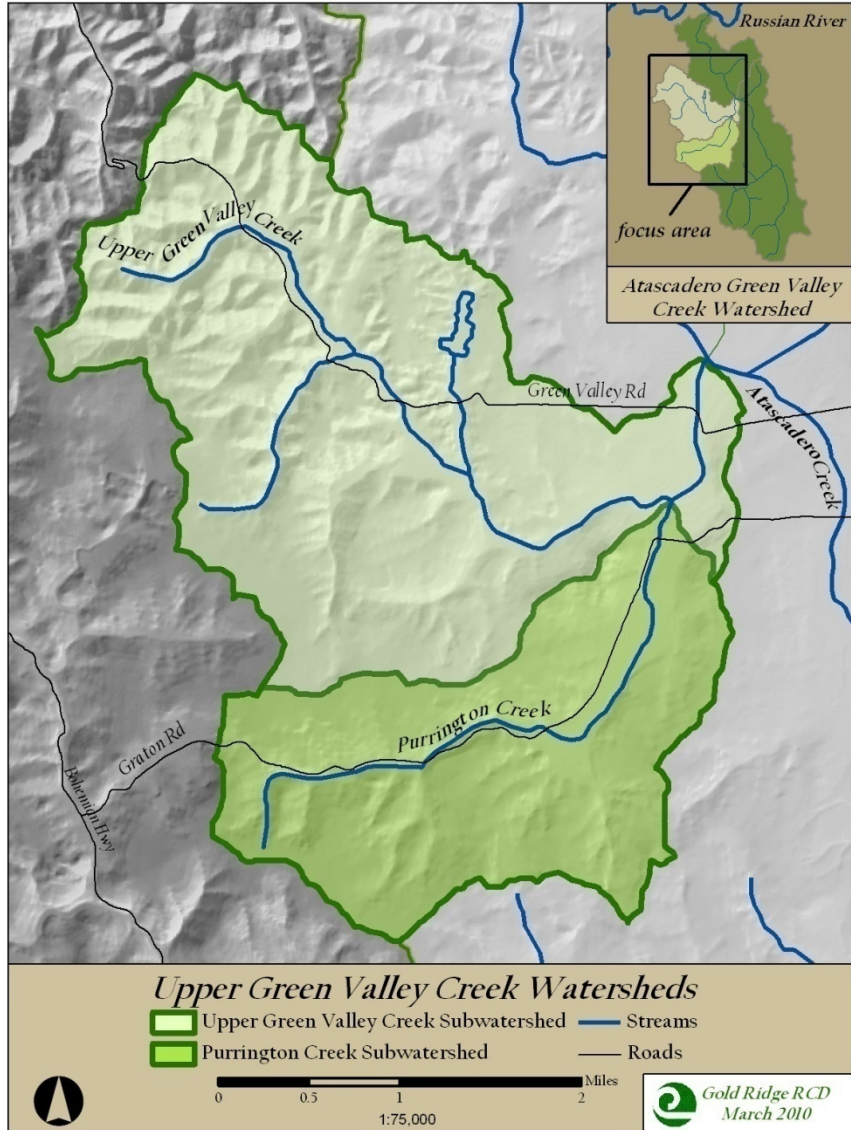 Russian River
focus area
Atascadero Green Valley
Creek Watershed
Upper Green Valley Creek
Green Valley Rd
Atascadero Creek
Purrington Creek
Graton Rd
Bohemian Hwy
Upper Green Valley Creek Watersheds
Upper Green Valley Creek Subwatershed
Streams
Purrington Creek Subwatershed
Roads
Miles
0 0.5 1 2
1:75,000
Gold Ridge RCD
March 2010